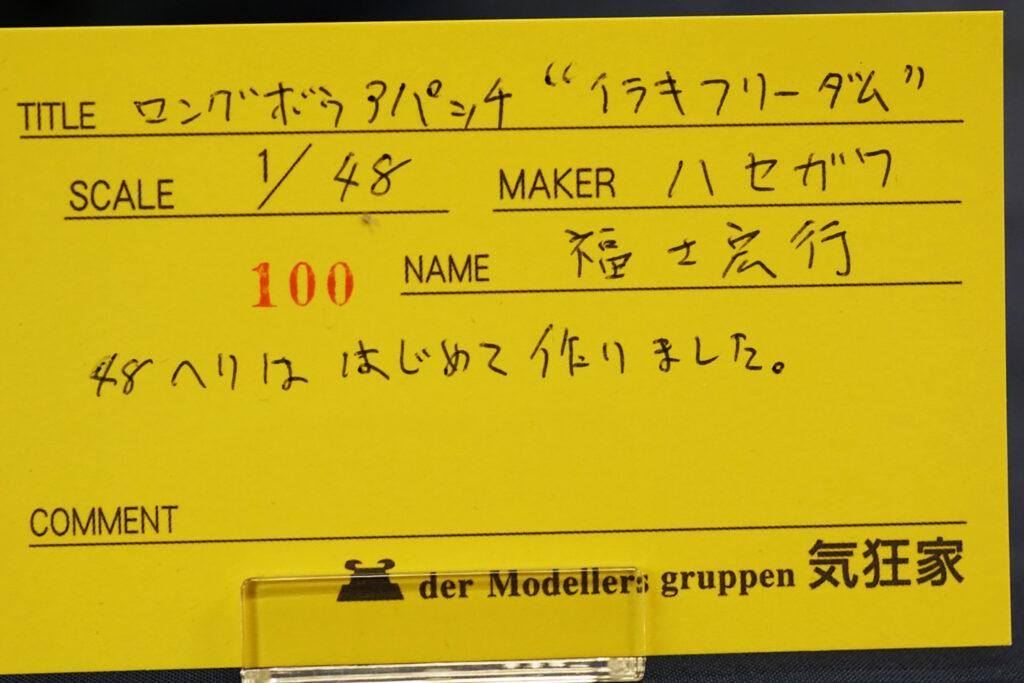 TITLE ロングボウアパッチ “イラキフリーダム”
SCALE 1/48 MAKER ハセガワ
100 NAME 福士宏行
48ヘリは はじめて作りました。
COMMENT
der Modellers gruppen 気狂家